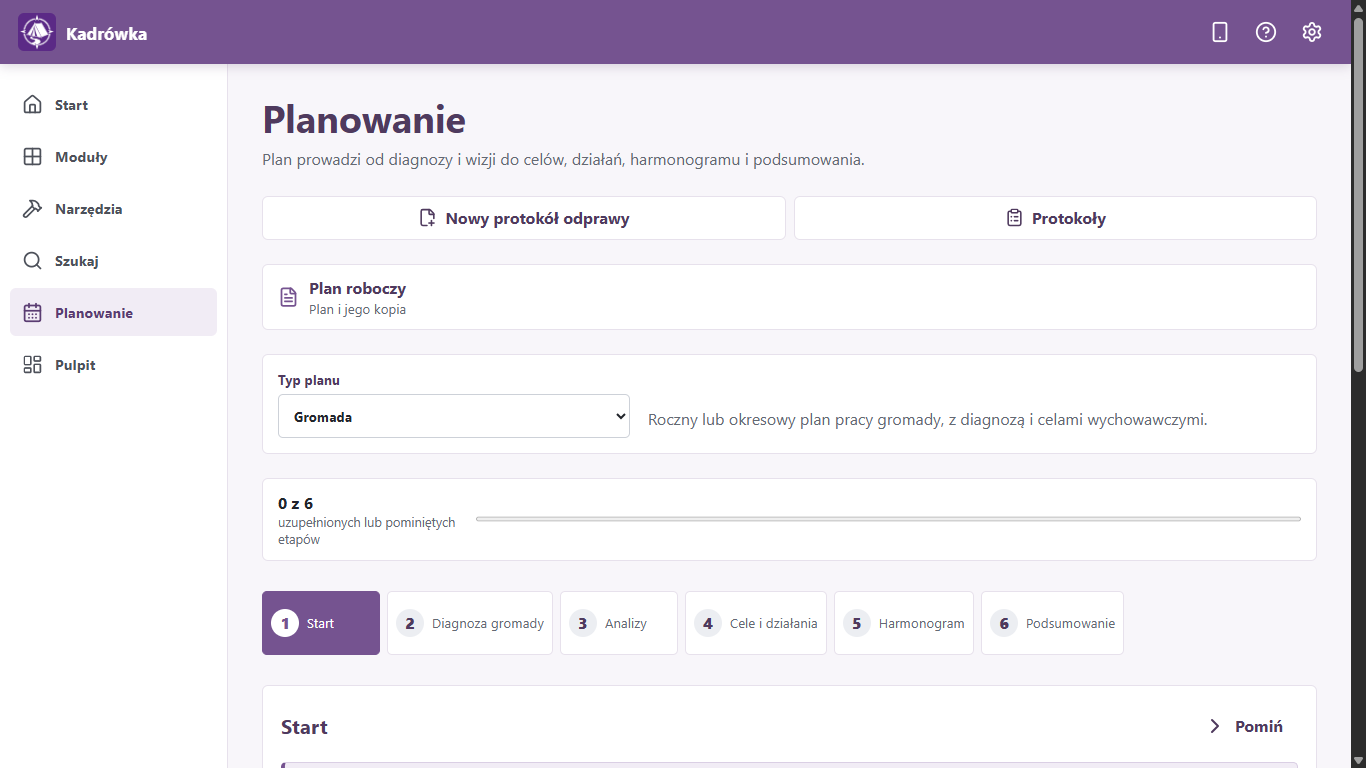 Kadrówka
Start
Moduły
Narzędzia
Szukaj
Planowanie
Pulpit
Planowanie
Plan prowadzi od diagnozy i wizji do celów, działań, harmonogramu i podsumowania.
Nowy protokół odprawy
Protokoły
Plan roboczy
Plan i jego kopia
Typ planu
Gromada
Roczny lub okresowy plan pracy gromady, z diagnozą i celami wychowawczymi.
0 z 6
uzupełnionych lub pominiętych
etapów
1 Start
2 Diagnoza gromady
3 Analizy
4 Cele i działania
5 Harmonogram
6 Podsumowanie
Start
Pomiń